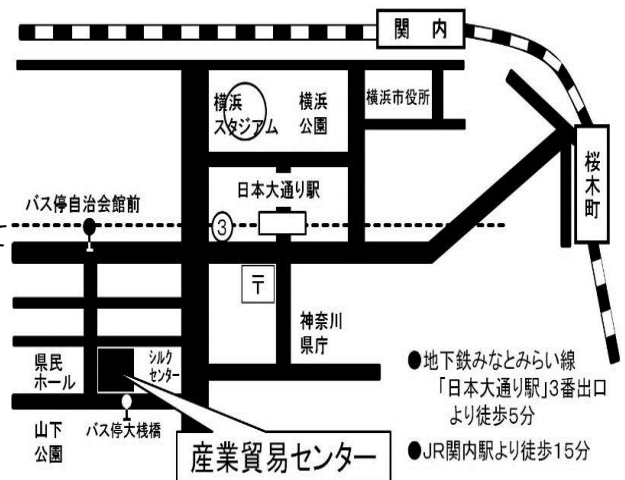 関 内
横浜
スタジアム
横浜
公園
横浜市役所
桜木町
日本大通り駅
バス停自治会館前
③
〒
神奈川
県庁
県民
ホール
シルク
センター
山下
公園
バス停大桟橋
産業貿易センター
●地下鉄みなとみらい線
「日本大通り駅」3番出口
より徒歩5分
●JR関内駅より徒歩15分